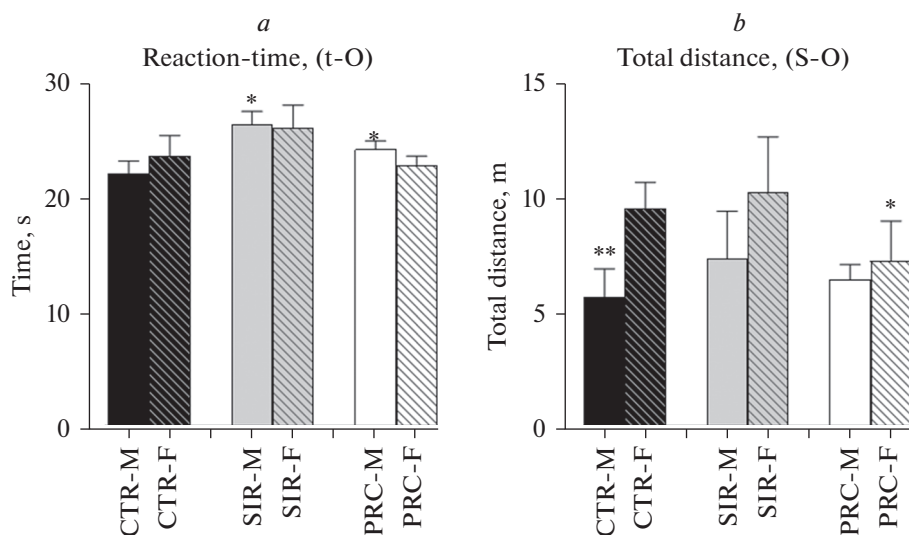 a
Reaction-time, (t-O)
30
20
10
0
Time, s
*
*
CTR-M
CTR-F
SIR-M
SIR-F
PRC-M
PRC-F
b
Total distance, (S-O)
15
10
5
0
Total distance, m
**
*
CTR-M
CTR-F
SIR-M
SIR-F
PRC-M
PRC-F